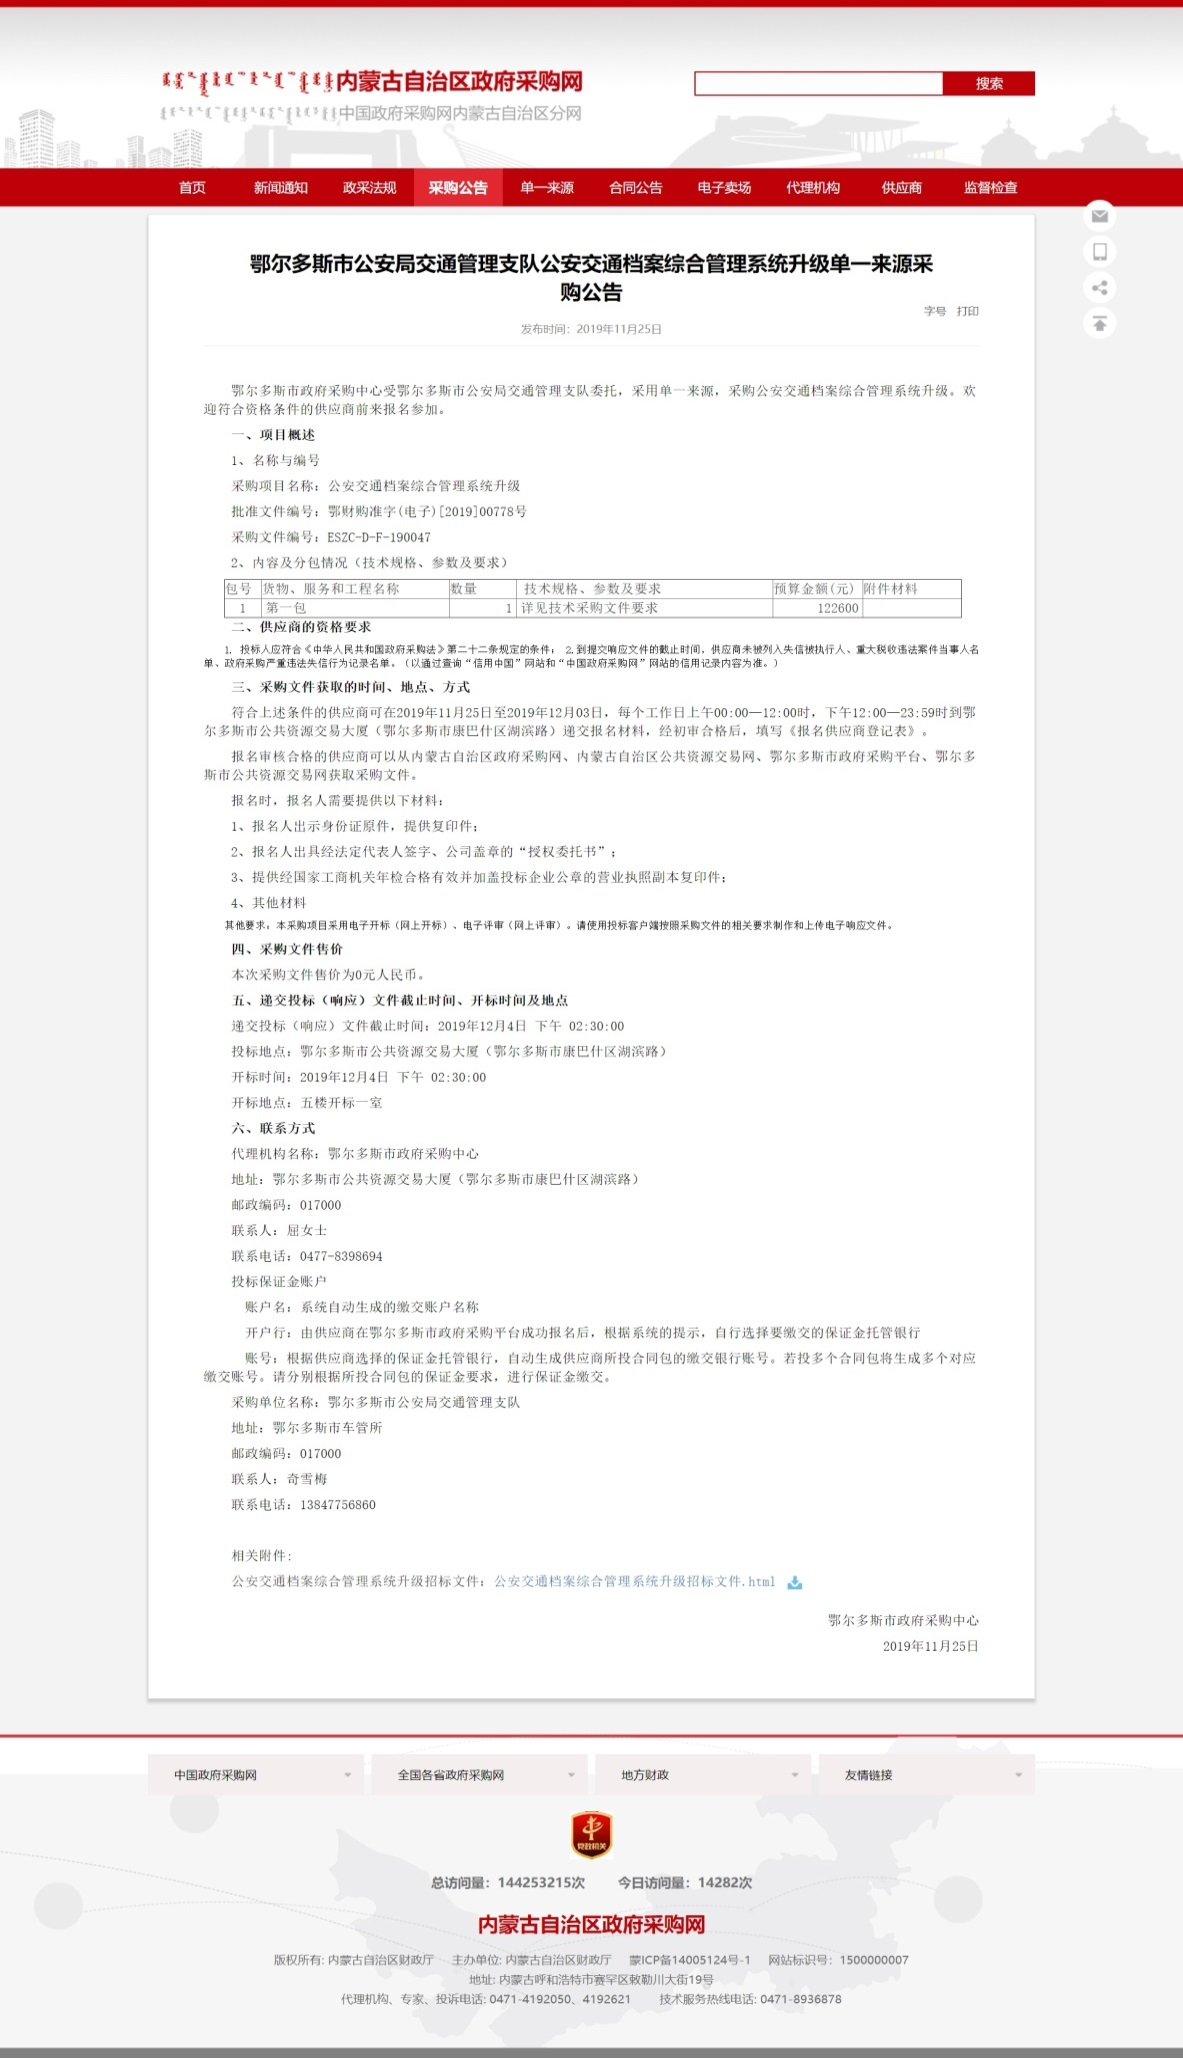 内蒙古自治区政府采购网
搜索
中国政府采购网内蒙古自治区分网
首页 新闻通知 政采法规 采购公告 单一来源 合同公告 电子卖场 代理机构 供应商 监督检查
鄂尔多斯市公安局交通管理支队公安交通档案综合管理系统升级单一来源采
购公告
字号 打印
发布时间：2019年11月25日
鄂尔多斯市政府采购中心受鄂尔多斯市公安局交通管理支队委托，采用单一来源，采购公安交通档案综合管理系统升级。欢
迎符合资格条件的供应商前来报名参加。
一、项目概述
1、名称与编号
采购项目名称：公安交通档案综合管理系统升级
批准文件编号：鄂财购准字(电子)[2019]00778号
采购文件编号：ESZC-D-F-190047
2、内容及分包情况（技术规格、参数及要求）
包号 货物、服务和工程名称 数量 技术规格、参数及要求 预算金额(元) 附件材料
1 第一包 1 详见技术采购文件要求 122600
二、供应商的资格要求
1. 投标人应符合《中华人民共和国政府采购法》第二十二条规定的条件； 2.到提交响应文件的截止时间，供应商未被列入失信被执行人、重大税收违法案件当事人名
单、政府采购严重违法失信行为记录名单。（以通过查询“信用中国”网站和“中国政府采购网”网站的信用记录内容为准。）
三、采购文件获取的时间、地点、方式
符合上述条件的供应商可在2019年11月25日至2019年12月03日，每个工作日上午00:00—12:00时，下午12:00—23:59时到鄂
尔多斯市公共资源交易大厦（鄂尔多斯市康巴什区湖滨路）递交报名材料，经初审合格后，填写《报名供应商登记表》。
报名审核合格的供应商可以从内蒙古自治区政府采购网、内蒙古自治区公共资源交易网、鄂尔多斯市政府采购平台、鄂尔多
斯市公共资源交易网获取采购文件。
报名时，报名人需要提供以下材料：
1、报名人出示身份证原件，提供复印件；
2、报名人出具经法定代表人签字、公司盖章的“授权委托书”；
3、提供经国家工商机关年检合格有效并加盖投标企业公章的营业执照副本复印件；
4、其他材料
其他要求：本采购项目采用电子开标（网上开标）、电子评审（网上评审）。请使用投标客户端按照采购文件的相关要求制作和上传电子响应文件。
四、采购文件售价
本次采购文件售价为0元人民币。
五、递交投标（响应）文件截止时间、开标时间及地点
递交投标（响应）文件截止时间：2019年12月4日 下午 02:30:00
投标地点：鄂尔多斯市公共资源交易大厦（鄂尔多斯市康巴什区湖滨路）
开标时间：2019年12月4日 下午 02:30:00
开标地点：五楼开标一室
六、联系方式
代理机构名称：鄂尔多斯市政府采购中心
地址：鄂尔多斯市公共资源交易大厦（鄂尔多斯市康巴什区湖滨路）
邮政编码：017000
联系人：屈女士
联系电话：0477-8398694
投标保证金账户
账户名：系统自动生成的缴交账户名称
开户行：由供应商在鄂尔多斯市政府采购平台成功报名后，根据系统的提示，自行选择要缴交的保证金托管银行
账号：根据供应商选择的保证金托管银行，自动生成供应商所投合同包的缴交银行账号。若投多个合同包将生成多个对应
缴交账号。请分别根据所投合同包的保证金要求，进行保证金缴交。
采购单位名称：鄂尔多斯市公安局交通管理支队
地址：鄂尔多斯市车管所
邮政编码：017000
联系人：奇雪梅
联系电话：13847756860
相关附件：
公安交通档案综合管理系统升级招标文件：公安交通档案综合管理系统升级招标文件.html
鄂尔多斯市政府采购中心
2019年11月25日
中国政府采购网 全国各省政府采购网 地方财政 友情链接
党政机关
总访问量：144253215次 今日访问量：14282次
内蒙古自治区政府采购网
版权所有: 内蒙古自治区财政厅 主办单位: 内蒙古自治区财政厅 蒙ICP备14005124号-1 网站标识号：1500000007
地址: 内蒙古呼和浩特市赛罕区敕勒川大街19号
代理机构、专家、投诉电话: 0471-4192050、4192621 技术服务热线电话: 0471-8936878